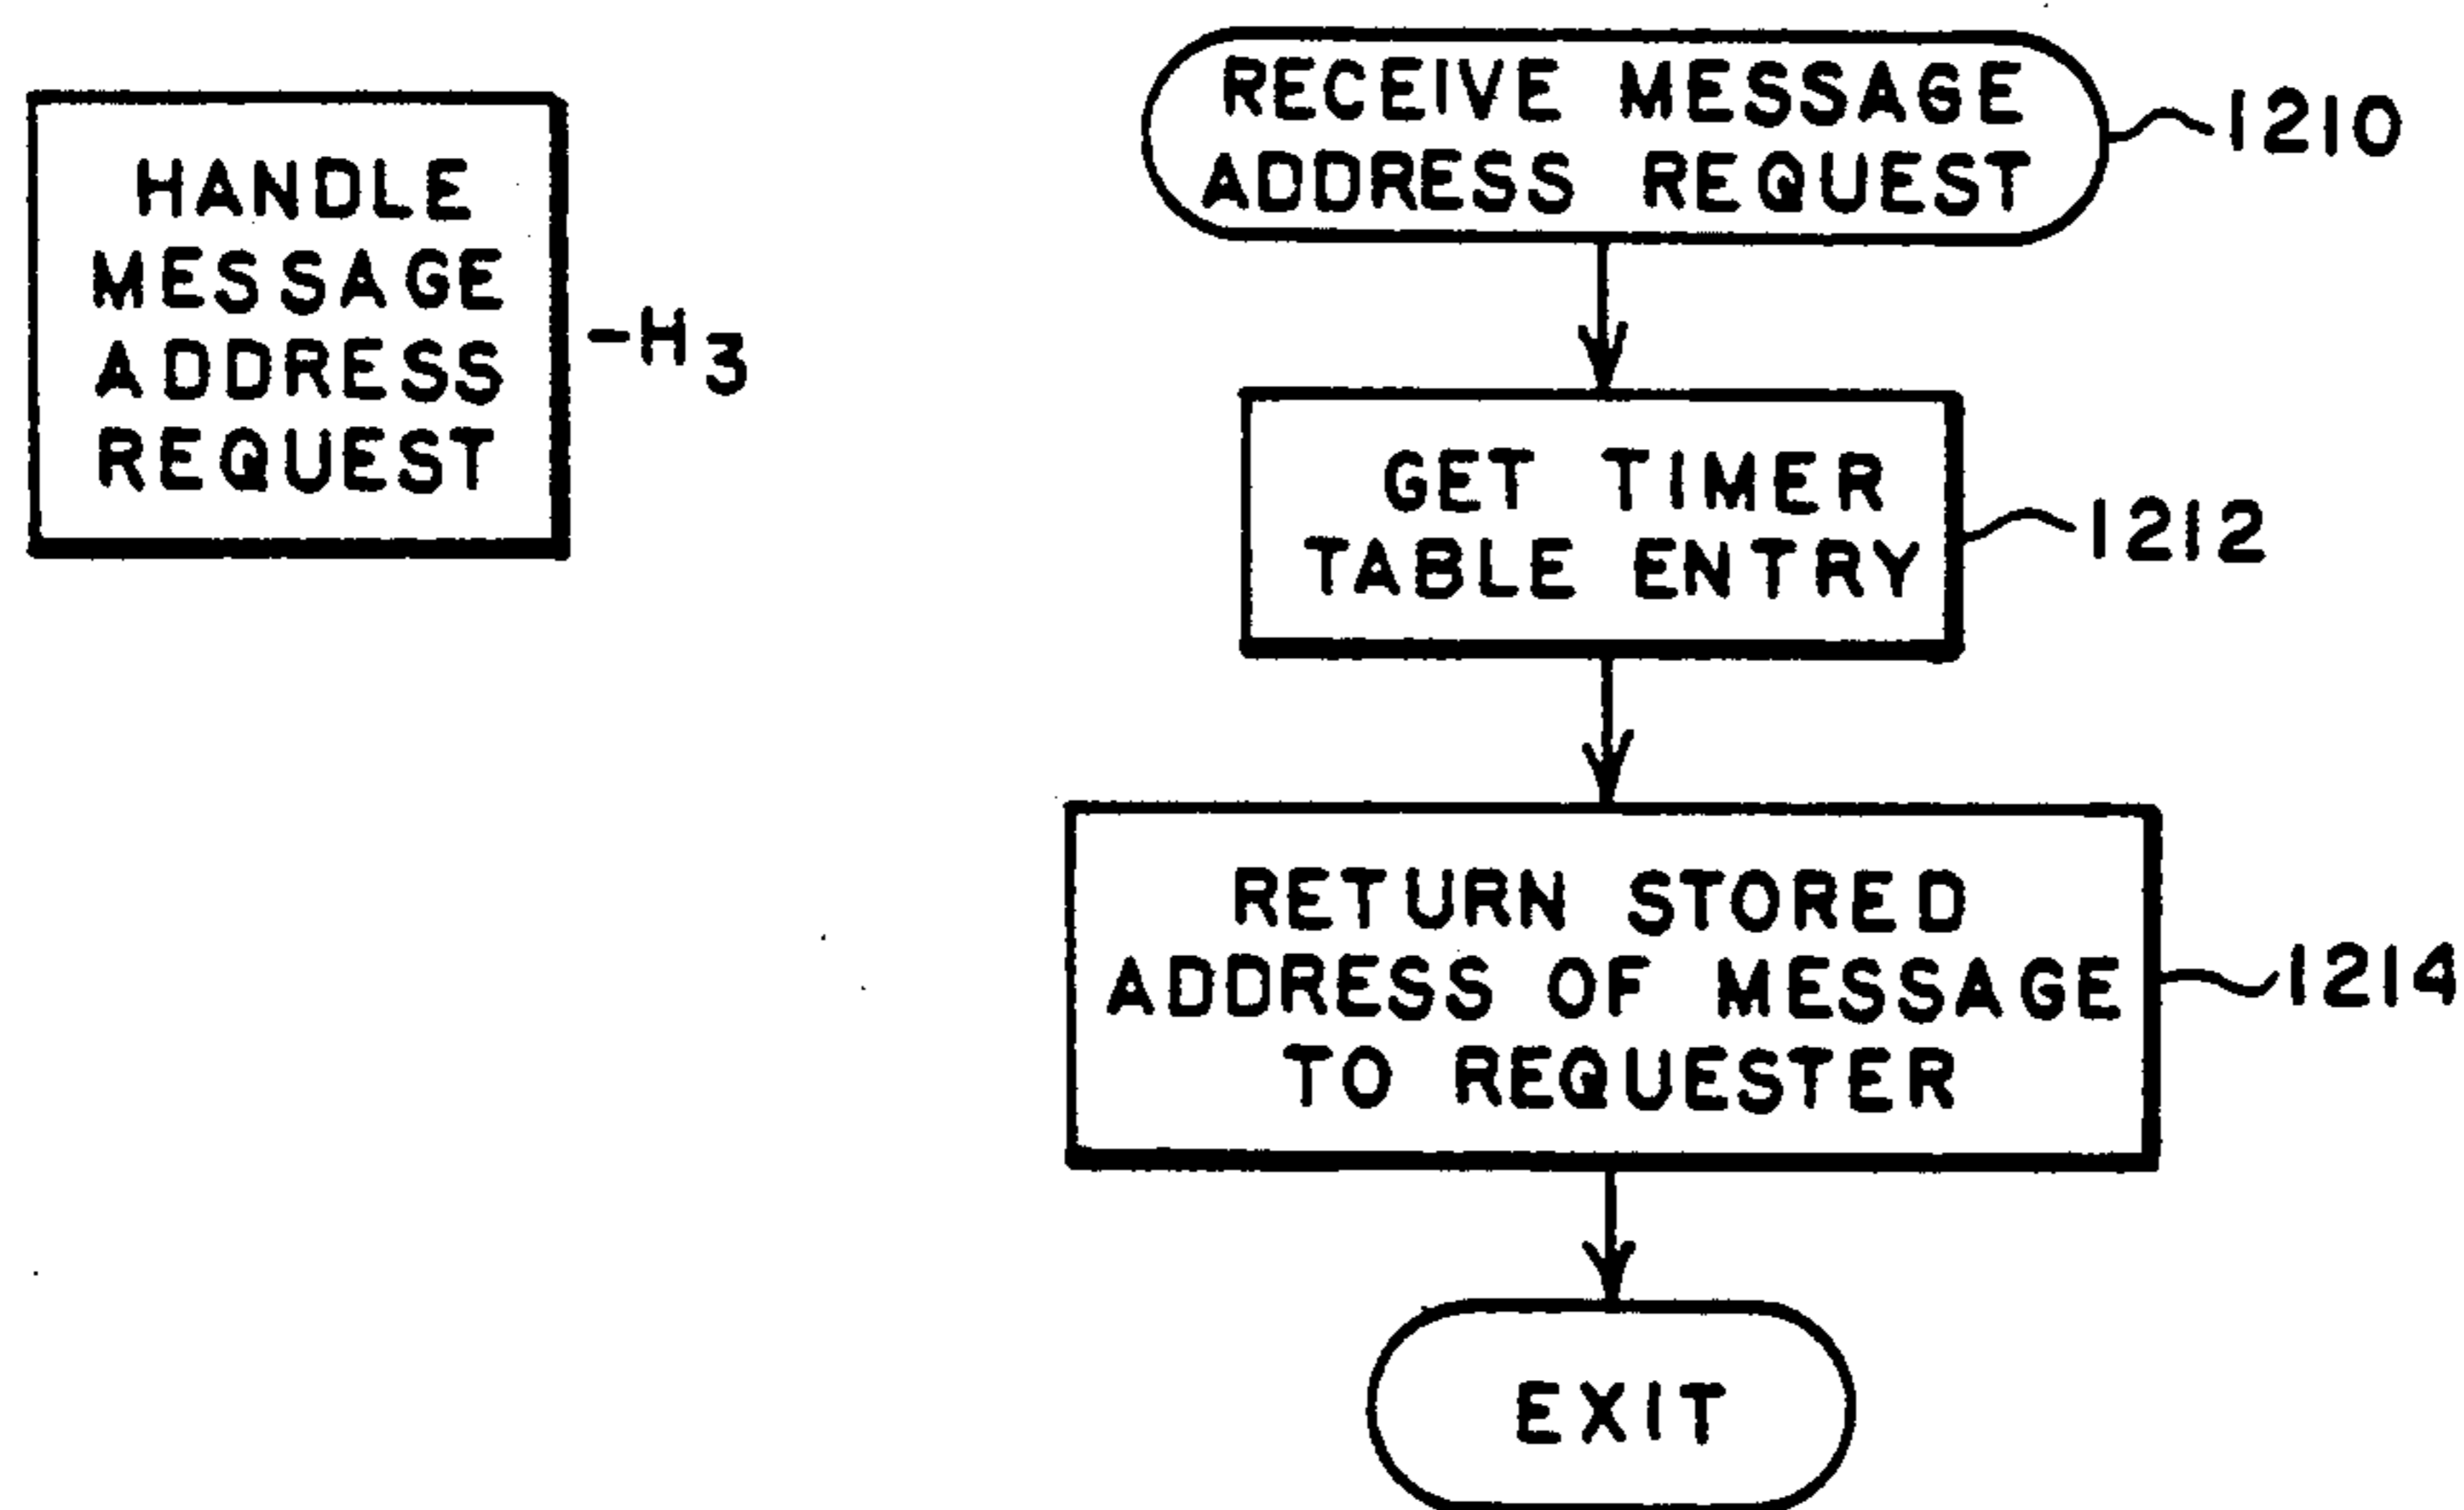 HANDLE
MESSAGE
ADDRESS
REQUEST
-H3
RECEIVE MESSAGE
ADDRESS REQUEST
1210
GET TIMER
TABLE ENTRY
1212
RETURN STORED
ADDRESS OF MESSAGE
TO REQUESTER
1214
EXIT